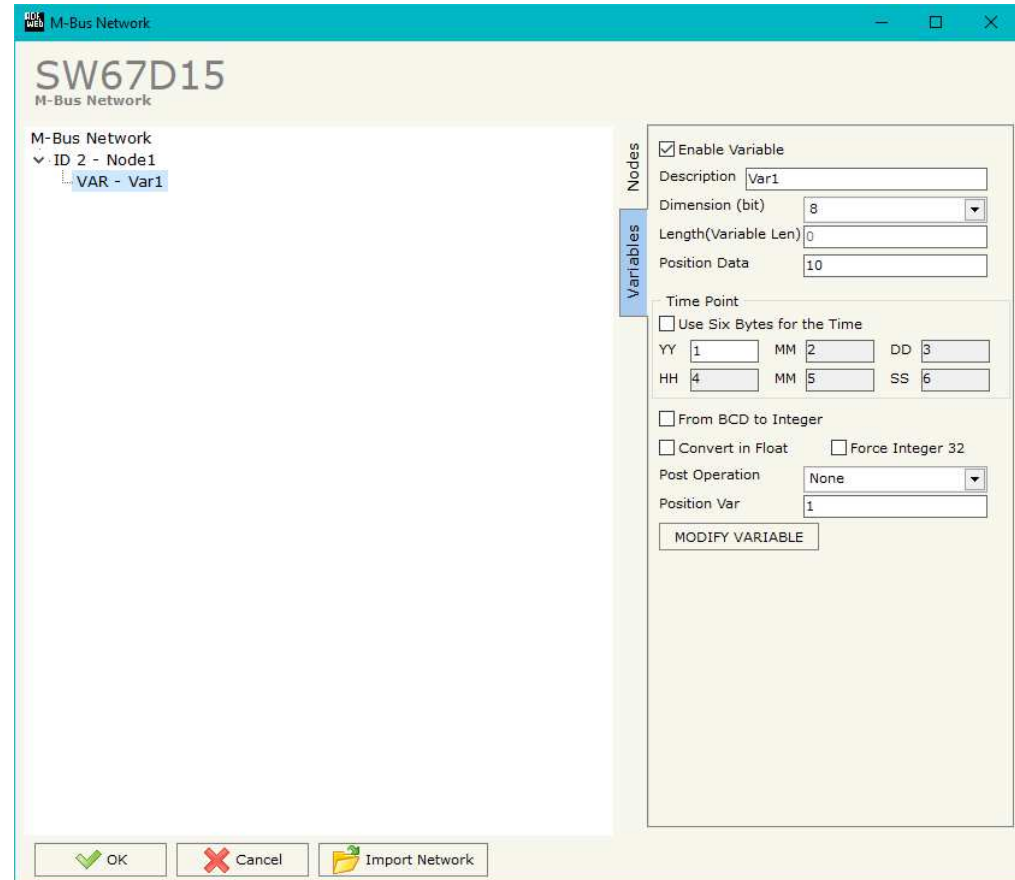 ADF WEB M-Bus Network
SW67D15
M-Bus Network
M-Bus Network
ID 2 - Node1
VAR - Var1
Nodes
Variables
Enable Variable
Description Var1
Dimension (bit) 8
Length(Variable Len) 0
Position Data 10
Time Point
Use Six Bytes for the Time
YY 1 MM 2 DD 3
HH 4 MM 5 SS 6
From BCD to Integer
Convert in Float Force Integer 32
Post Operation None
Position Var 1
MODIFY VARIABLE
OK Cancel Import Network